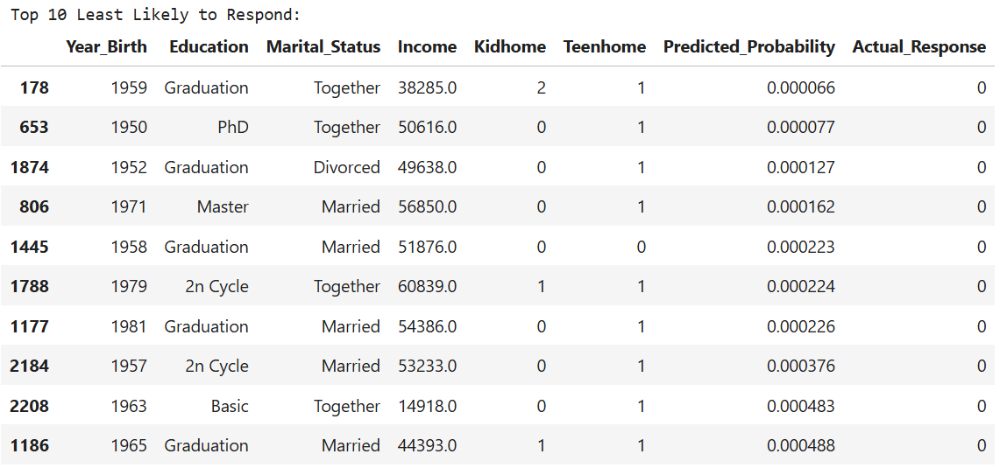 Top 10 Least Likely to Respond:
Year_Birth Education Marital_Status Income Kidhome Teenhome Predicted_Probability Actual_Response
178 1959 Graduation Together 38285.0 2 1 0.000066 0
653 1950 PhD Together 50616.0 0 1 0.000077 0
1874 1952 Graduation Divorced 49638.0 0 1 0.000127 0
806 1971 Master Married 56850.0 0 1 0.000162 0
1445 1958 Graduation Married 51876.0 0 0 0.000223 0
1788 1979 2n Cycle Together 60839.0 1 1 0.000224 0
1177 1981 Graduation Married 54386.0 0 1 0.000226 0
2184 1957 2n Cycle Married 53233.0 0 1 0.000376 0
2208 1963 Basic Together 14918.0 0 1 0.000483 0
1186 1965 Graduation Married 44393.0 1 1 0.000488 0